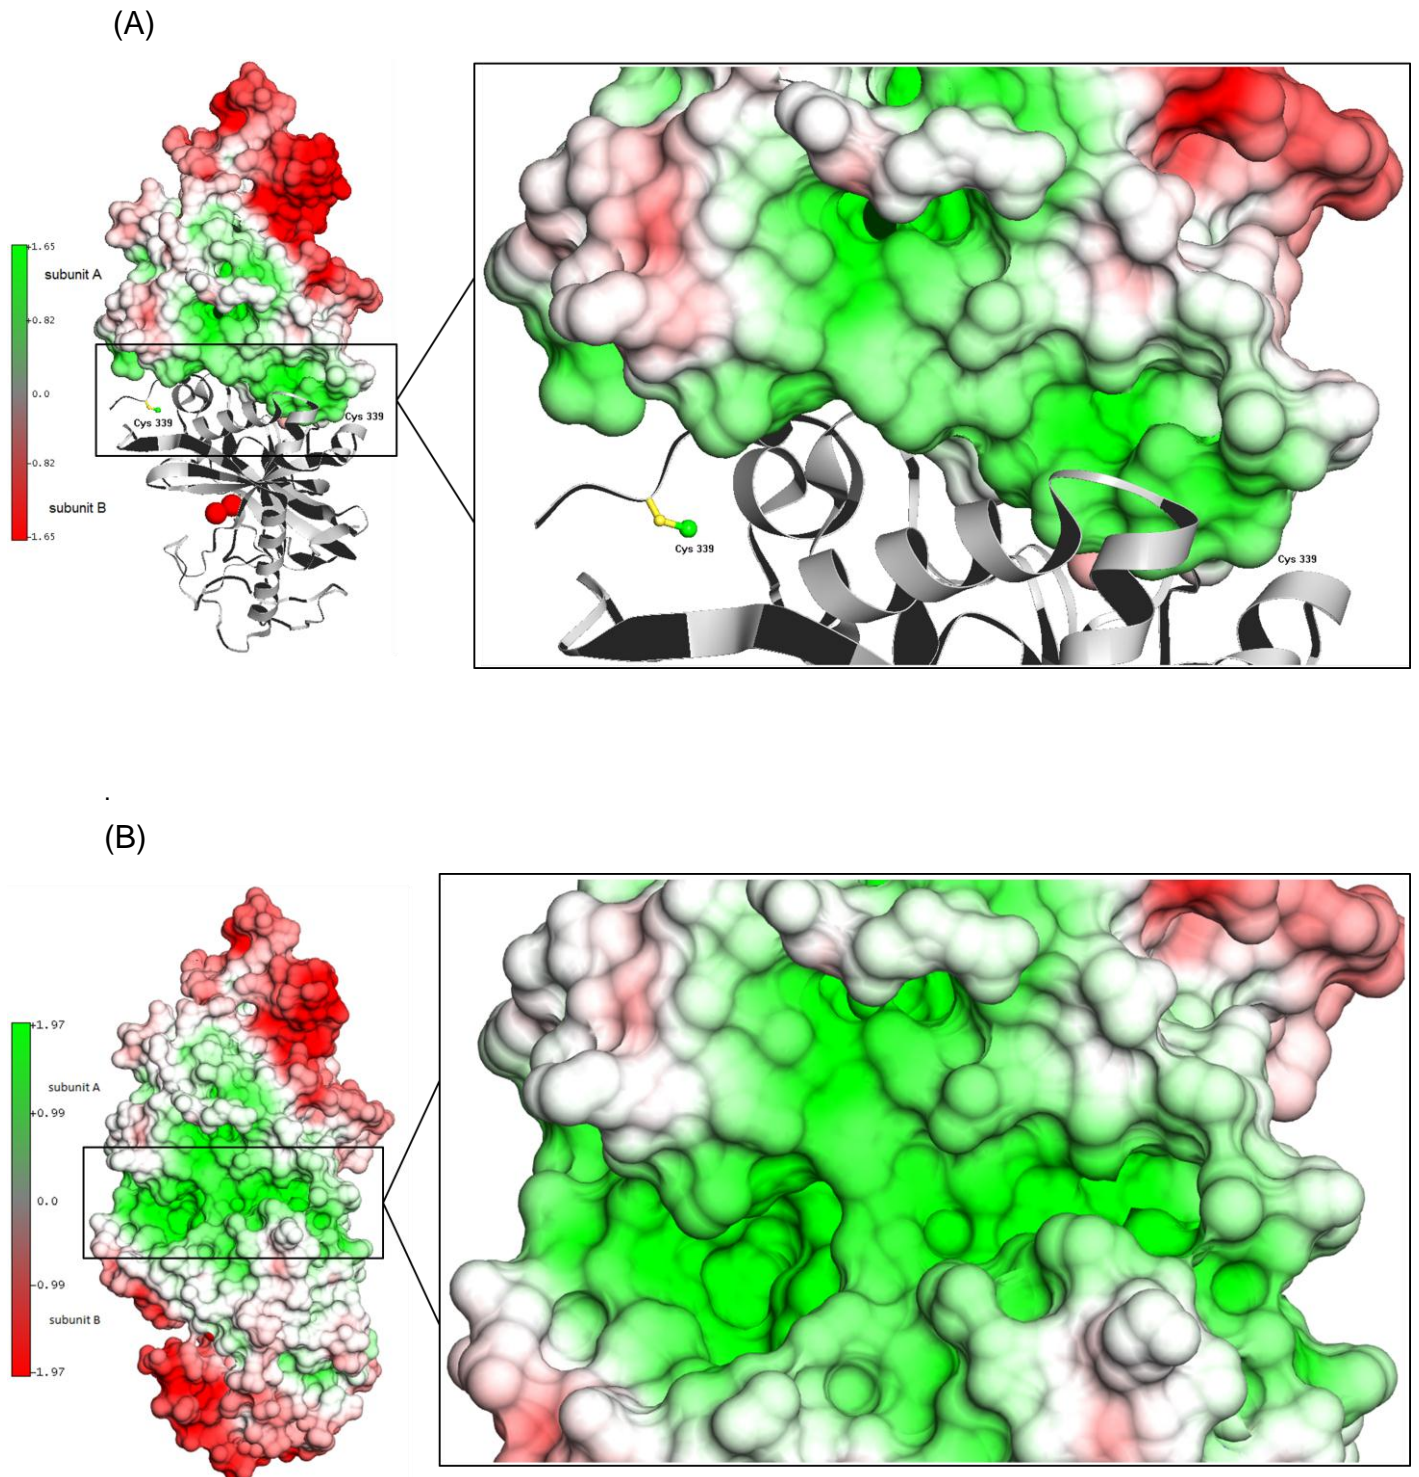 (A)
+1.65
subunit A
+0.82
0.0
Cys 339
Cys 339
-0.82
subunit B
-1.65
Cys 339
Cys 339
.
(B)
+1.97
subunit A
+0.99
0.0
-0.99
subunit B
-1.97